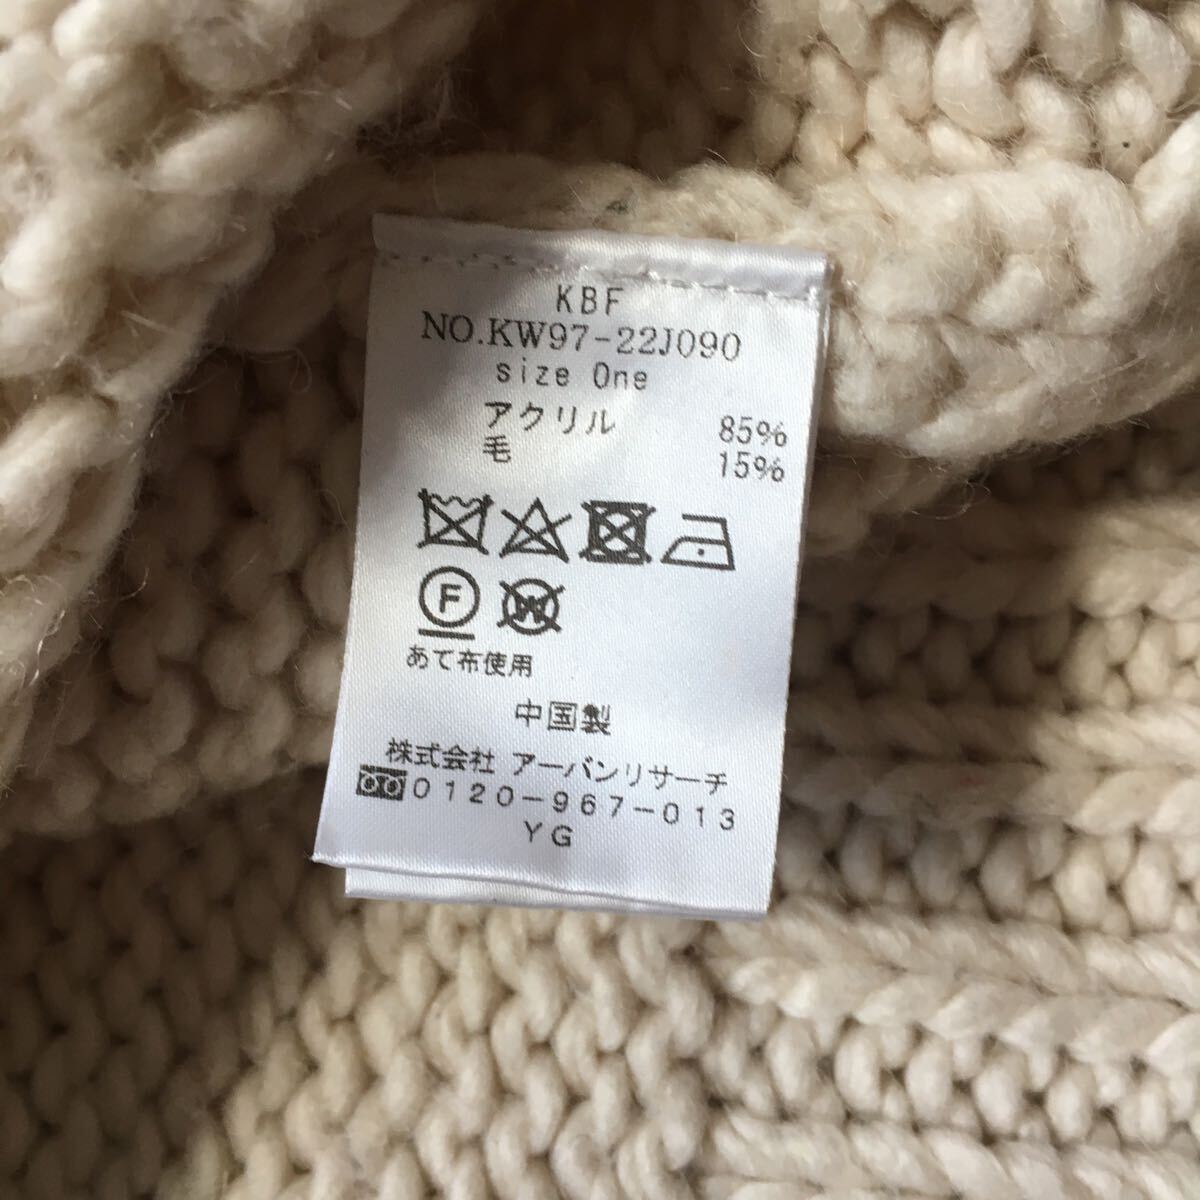 KBF
NO.KW97-22J090
size One
アクリル 85%
毛 15%
F W
あて布使用
中国製
株式会社 アーバンリサーチ
0120-967-013
YG